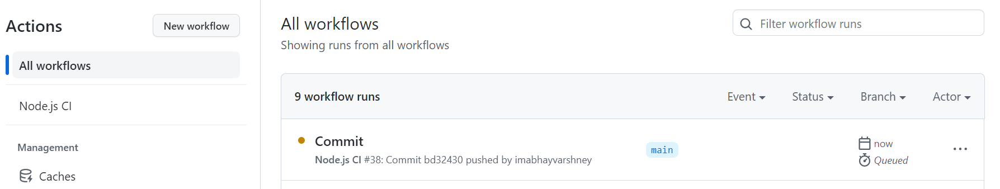 Actions
New workflow
All workflows
Node.js CI
Management
Caches
All workflows
Showing runs from all workflows
Filter workflow runs
9 workflow runs
Event
Status
Branch
Actor
Commit
Node.js CI #38: Commit bd32430 pushed by imabhayvarshney
main
now
Queued